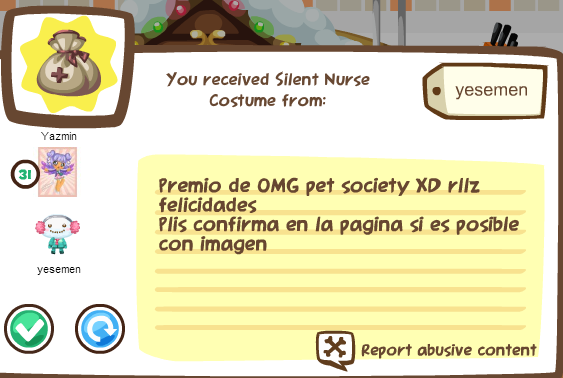 You received Silent Nurse
Costume from:
yesemen
Yazmin
31
yesemen
Premio de OMG pet society XD rllz
felicidades
Plis confirma en la pagina si es posible
con imagen
Report abusive content